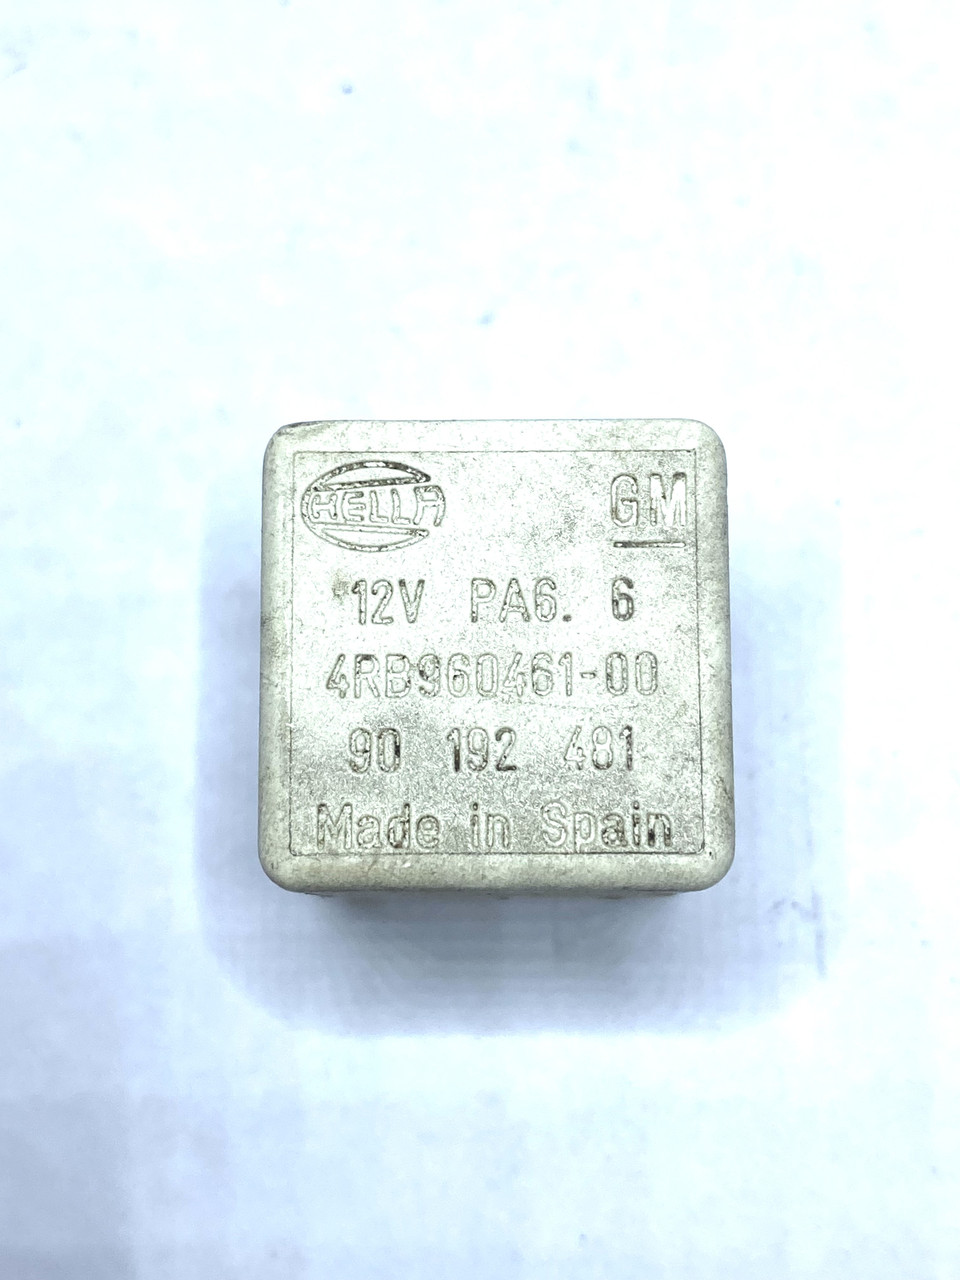 HELLA GM
12V PA6. 6
4RB960461-00
90 192 481
Made in Spain